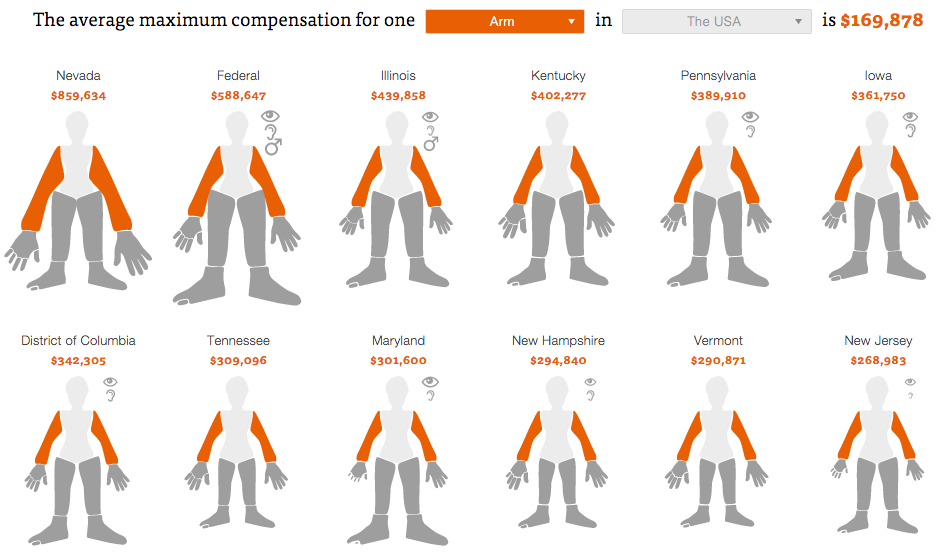 The average maximum compensation for one Arm in The USA is $169,878
Nevada Federal Illinois Kentucky Pennsylvania Iowa
$859,634 $588,647 $439,858 $402,277 $389,910 $361,750
District of Columbia Tennessee Maryland New Hampshire Vermont New Jersey
$342,305 $309,096 $301,600 $294,840 $290,871 $268,983